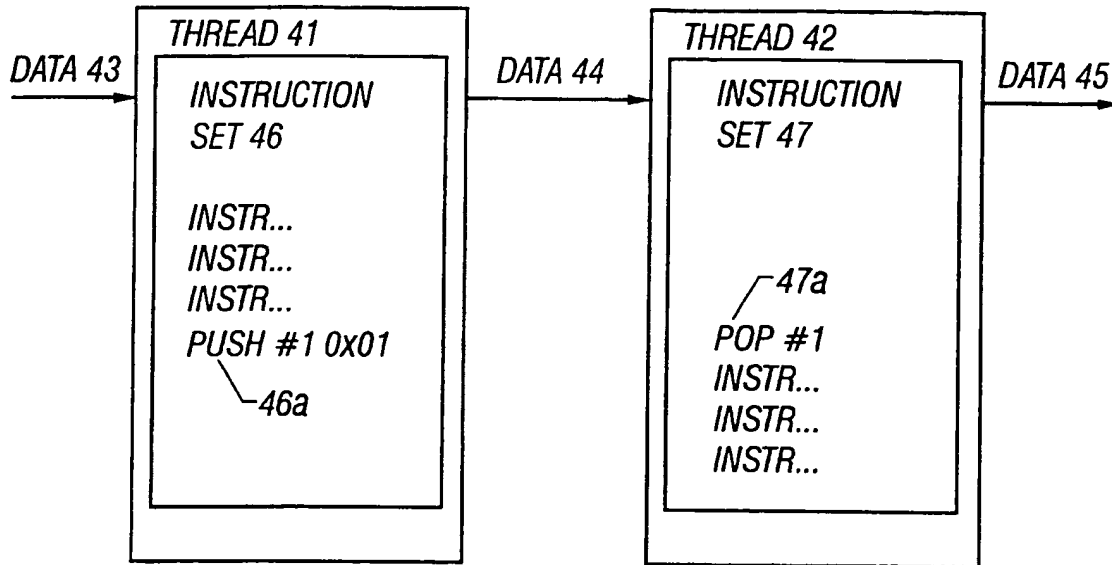 DATA 43
THREAD 41
INSTRUCTION
SET 46
INSTR...
INSTR...
INSTR...
PUSH #1 0x01
46a
DATA 44
THREAD 42
INSTRUCTION
SET 47
47a
POP #1
INSTR...
INSTR...
INSTR...
DATA 45